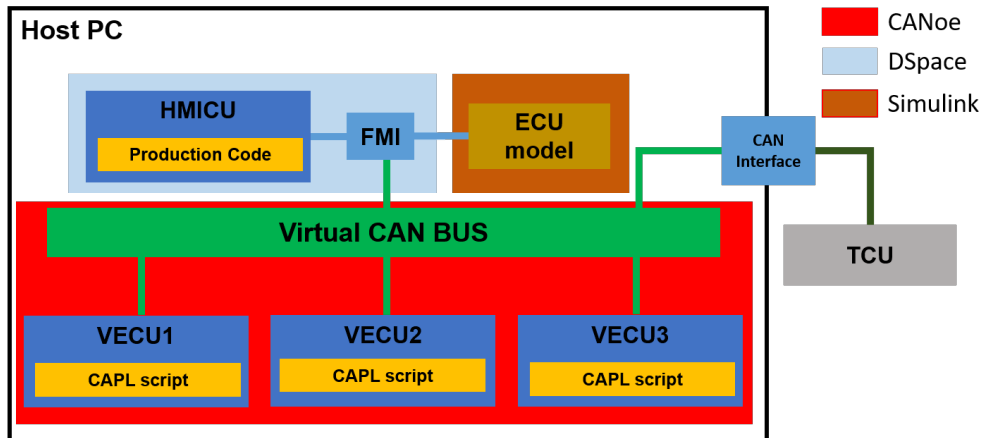 Host PC
CANoe
DSpace
Simulink
HMICU
Production Code
FMI
ECU
model
CAN
Interface
Virtual CAN BUS
TCU
VECU1
CAPL script
VECU2
CAPL script
VECU3
CAPL script